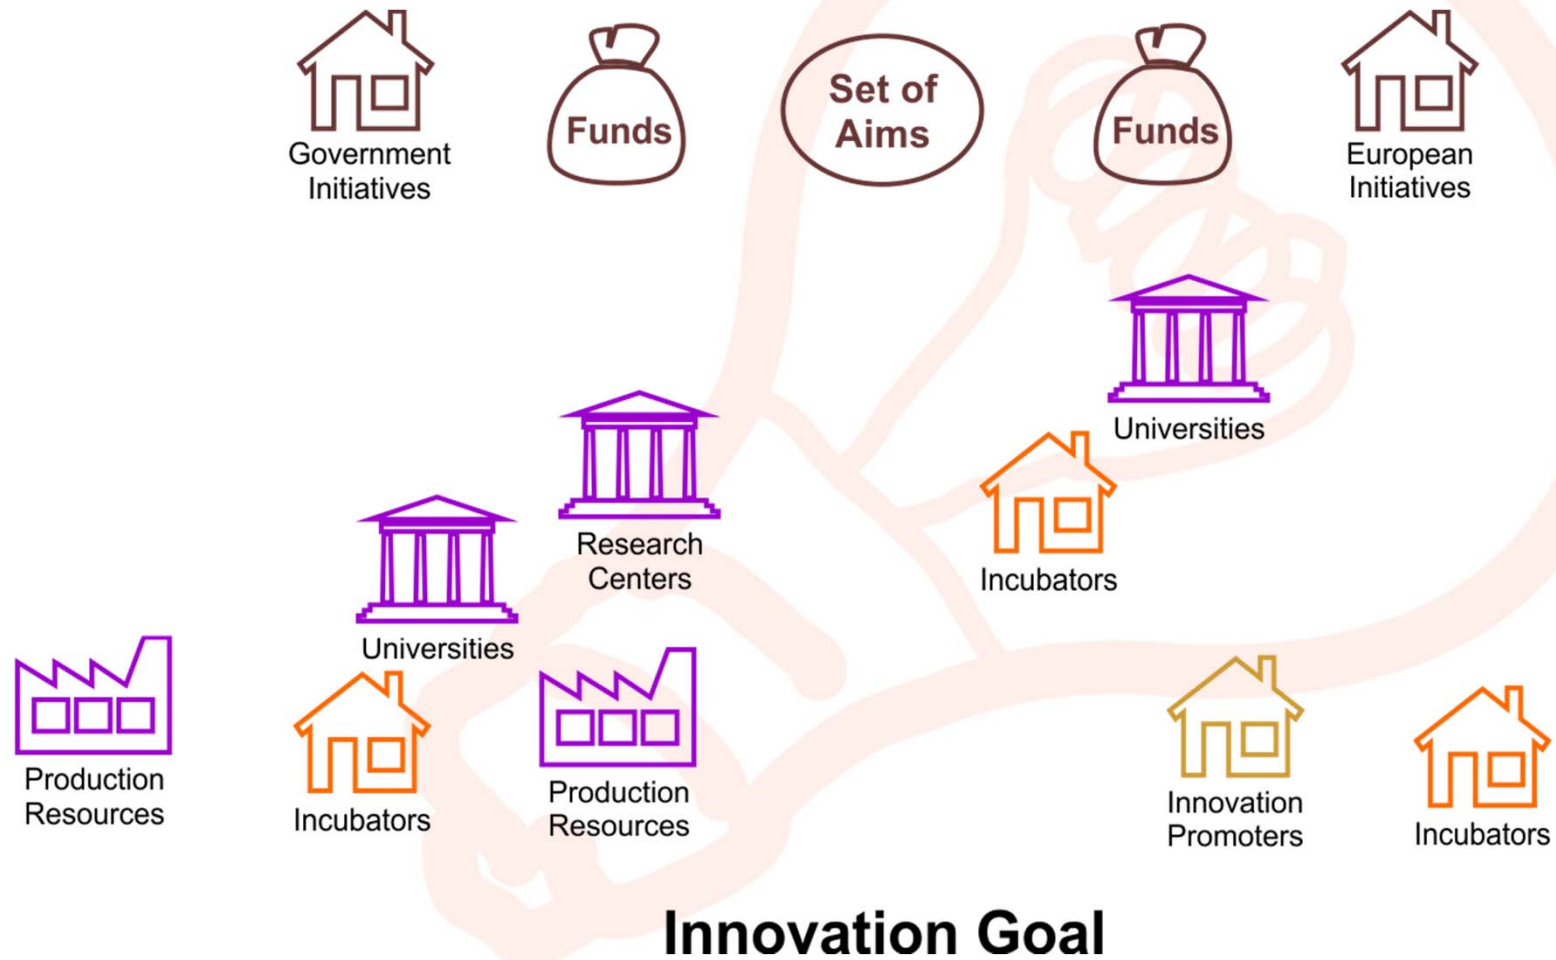 Government
Initiatives
Funds
Set of
Aims
Funds
European
Initiatives
Universities
Research
Centers
Incubators
Universities
Production
Resources
Incubators
Production
Resources
Innovation
Promoters
Incubators
Innovation Goal